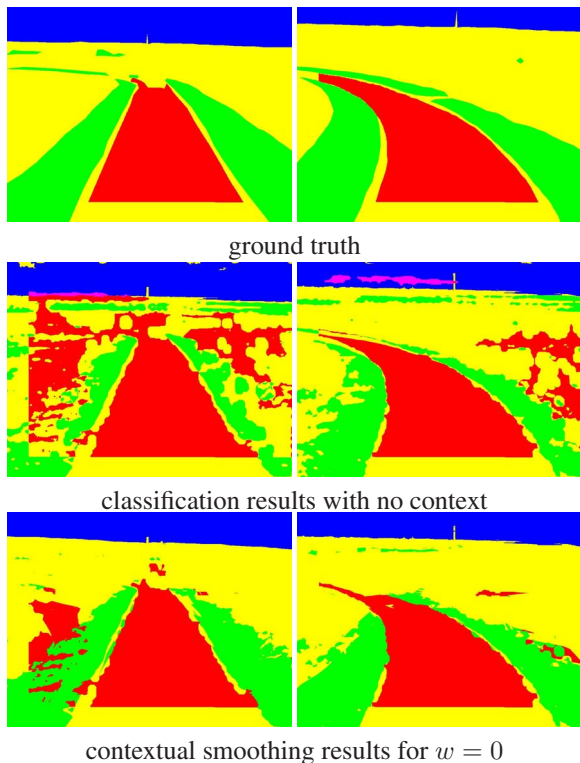 ground truth
classification results with no context
contextual smoothing results for w = 0